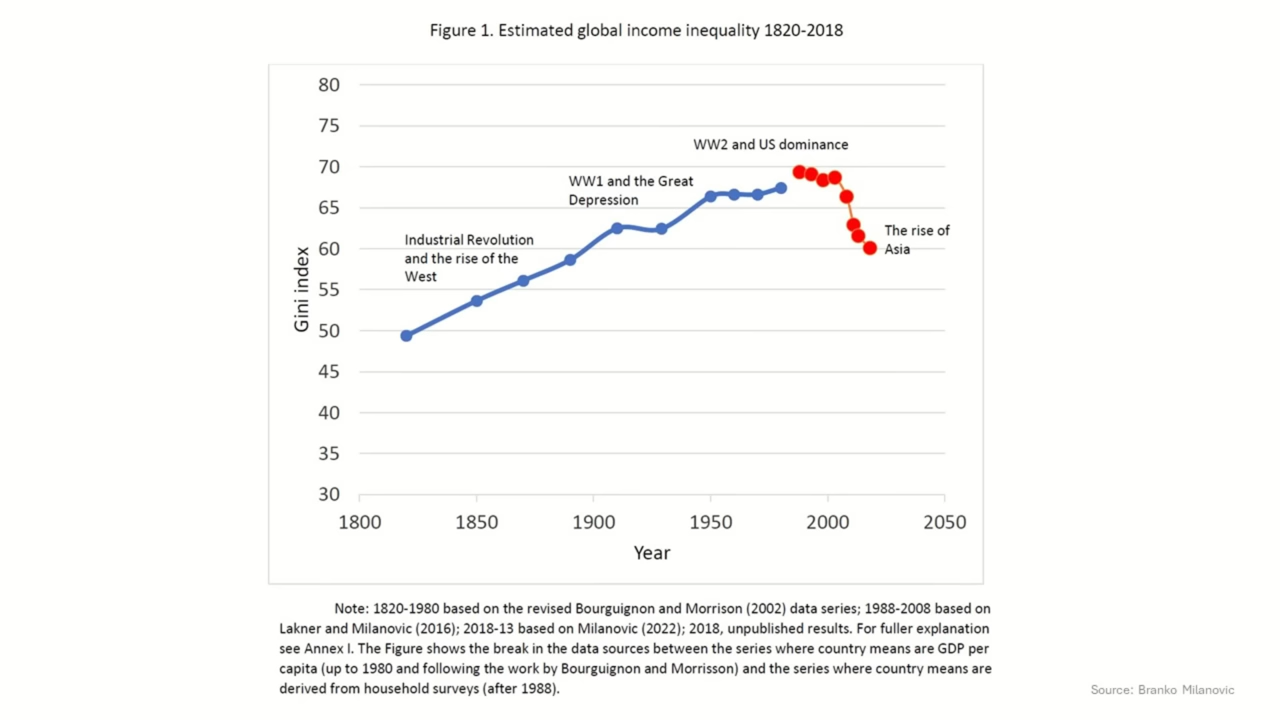 Figure 1. Estimated global income inequality 1820-2018
80
75
70
65
60
55
50
45
40
35
30
Gini index
WW2 and US dominance
WW1 and the Great
Depression
Industrial Revolution
and the rise of the
West
The rise of
Asia
1800 1850 1900 1950 2000 2050
Year
Note: 1820-1980 based on the revised Bourguignon and Morrison (2002) data series; 1988-2008 based on
Lakner and Milanovic (2016); 2018-13 based on Milanovic (2022); 2018, unpublished results. For fuller explanation
see Annex I. The Figure shows the break in the data sources between the series where country means are GDP per
capita (up to 1980 and following the work by Bourguignon and Morrisson) and the series where country means are
derived from household surveys (after 1988).
Source: Branko Milanovic